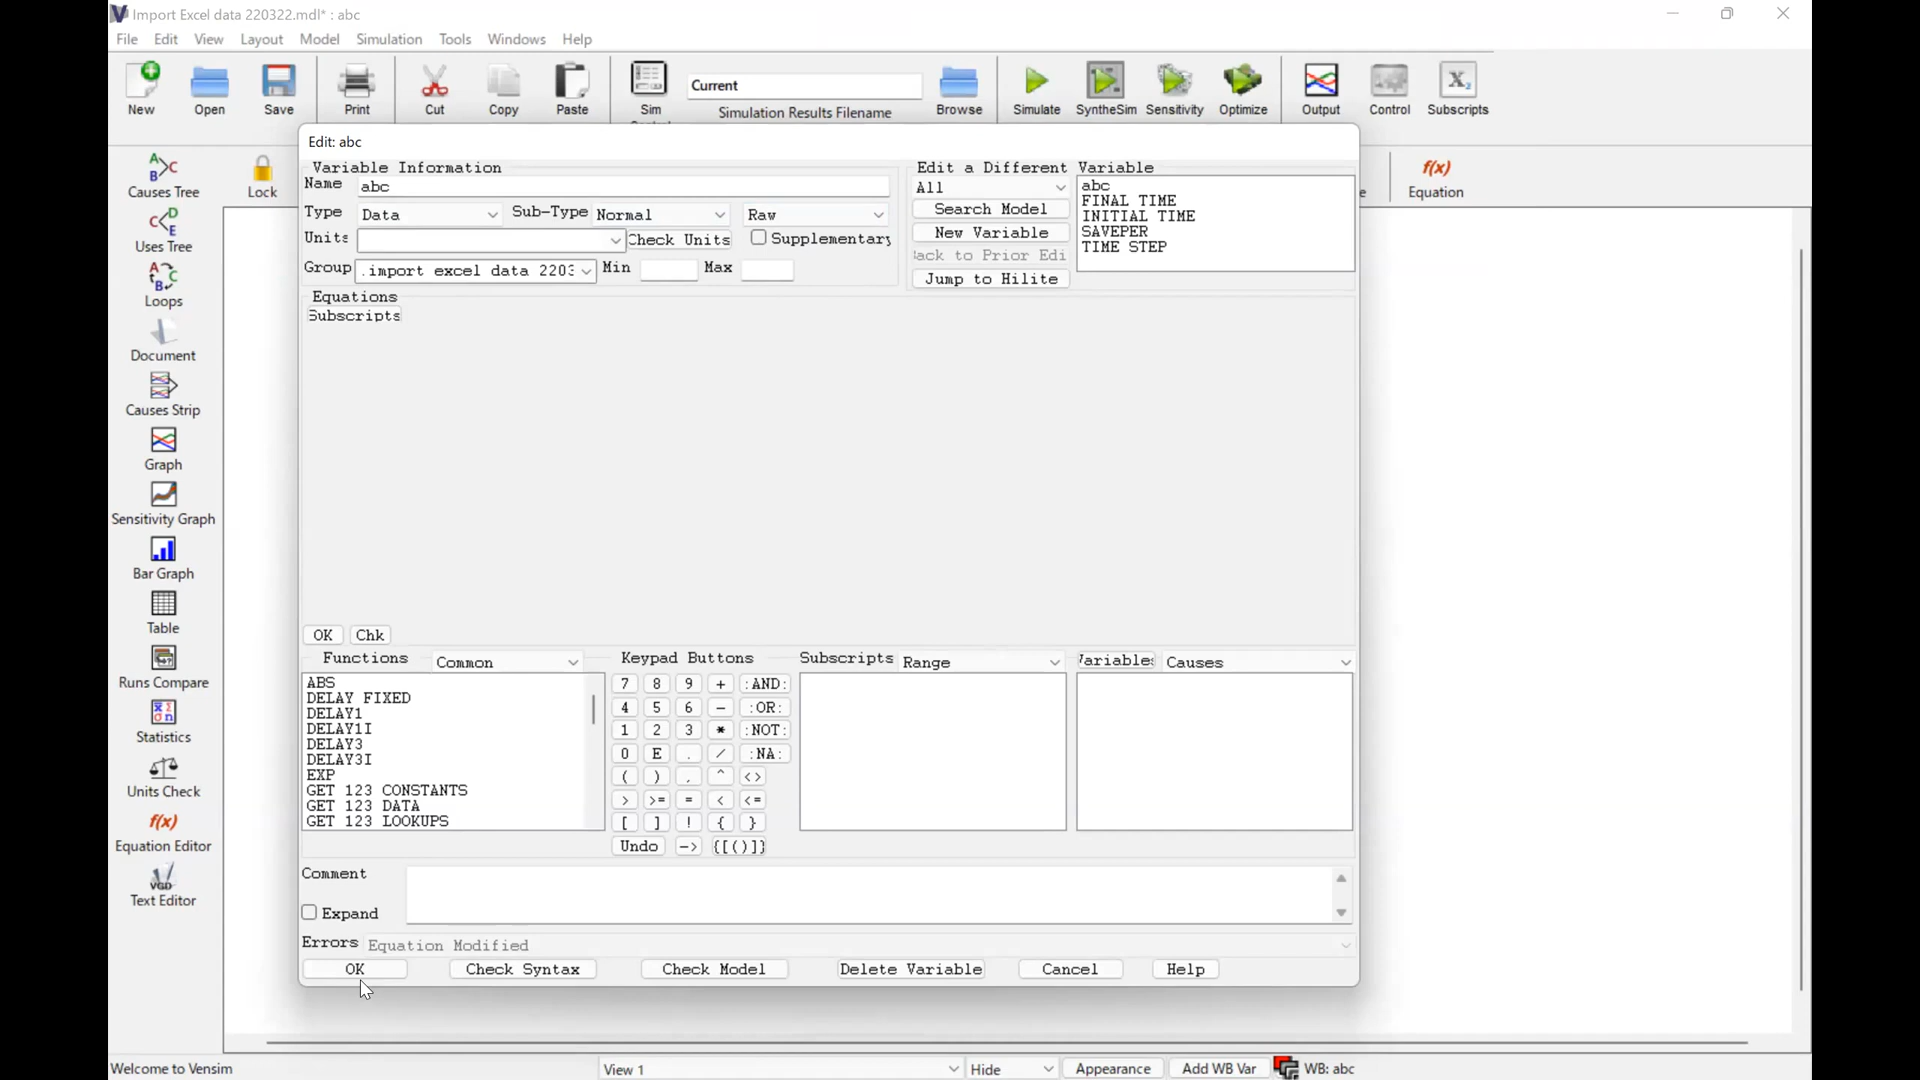 Import Excel data 220322.mdl* : abc
File Edit View Layout Model Simulation Tools Windows Help
New Open Save Print Cut Copy Paste Sim Current Simulation Results Filename Browse Simulate SyntheSim Sensitivity Optimize Output Control Subscripts
Causes Tree
Lock
Equation
Uses Tree
Loops
Document
Causes Strip
Graph
Sensitivity Graph
Bar Graph
Table
Runs Compare
Statistics
Units Check
Equation Editor
Text Editor
Edit: abc
Variable Information
Name abc
Type Data Sub-Type Normal Raw
Units Check Units Supplementary
Group .import excel data 2203 Min Max
Edit a Different Variable
All
Search Model
New Variable
Back to Prior Edi
Jump to Hilite
abc
FINAL TIME
INITIAL TIME
SAVEPER
TIME STEP
Equations
Subscripts
OK Chk
Functions Common
ABS
DELAY FIXED
DELAY1
DELAY1I
DELAY3
DELAY3I
EXP
GET 123 CONSTANTS
GET 123 DATA
GET 123 LOOKUPS
Keypad Buttons
7 8 9 + :AND:
4 5 6 - :OR:
1 2 3 * :NOT:
0 E . / :NA:
( ) , ^ <>
> >= = < <=
[ ] ! { }
Undo -> {[()]}
Subscripts Range
Variables Causes
Comment
Expand
Errors Equation Modified
OK Check Syntax Check Model Delete Variable Cancel Help
Welcome to Vensim View 1 Hide Appearance Add WB Var WB: abc